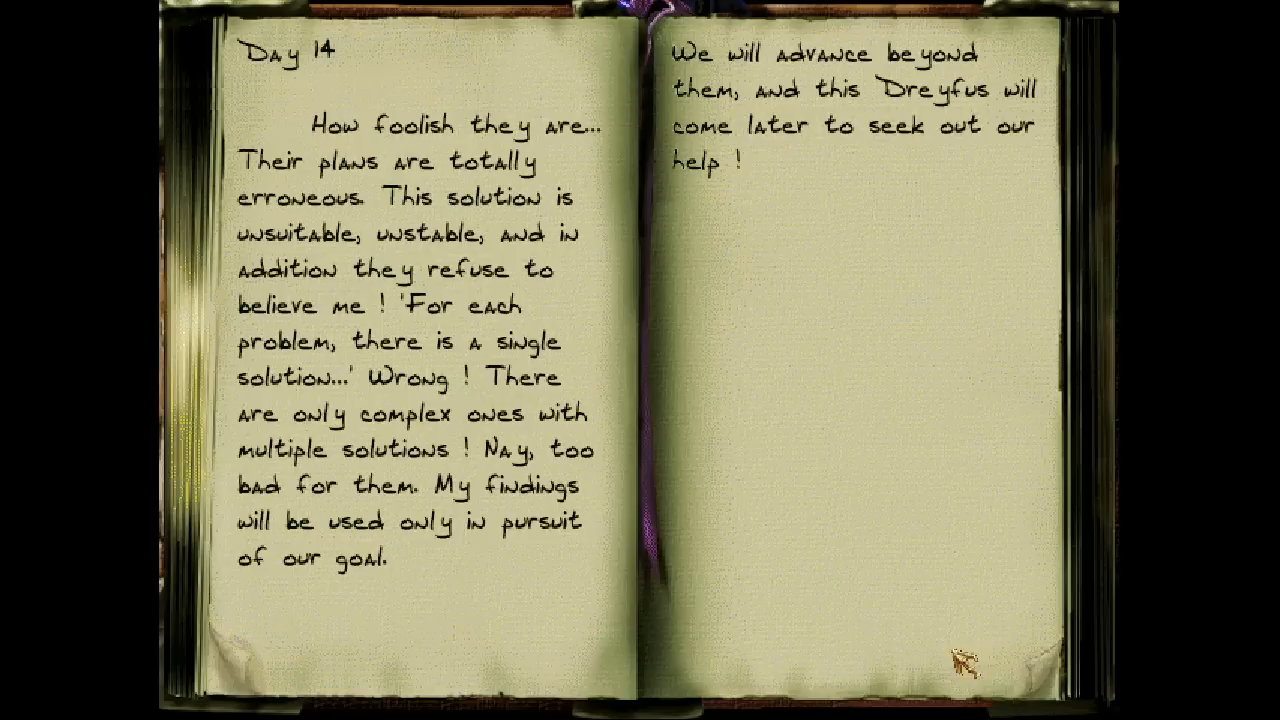 Day 14
How foolish they are...
Their plans are totally
erroneous. This solution is
unsuitable, unstable, and in
addition they refuse to
believe me ! 'For each
problem, there is a single
solution...' Wrong ! There
are only complex ones with
multiple solutions ! Nay, too
bad for them. My findings
will be used only in pursuit
of our goal.
We will advance beyond
them, and this Dreyfus will
come later to seek out our
help !